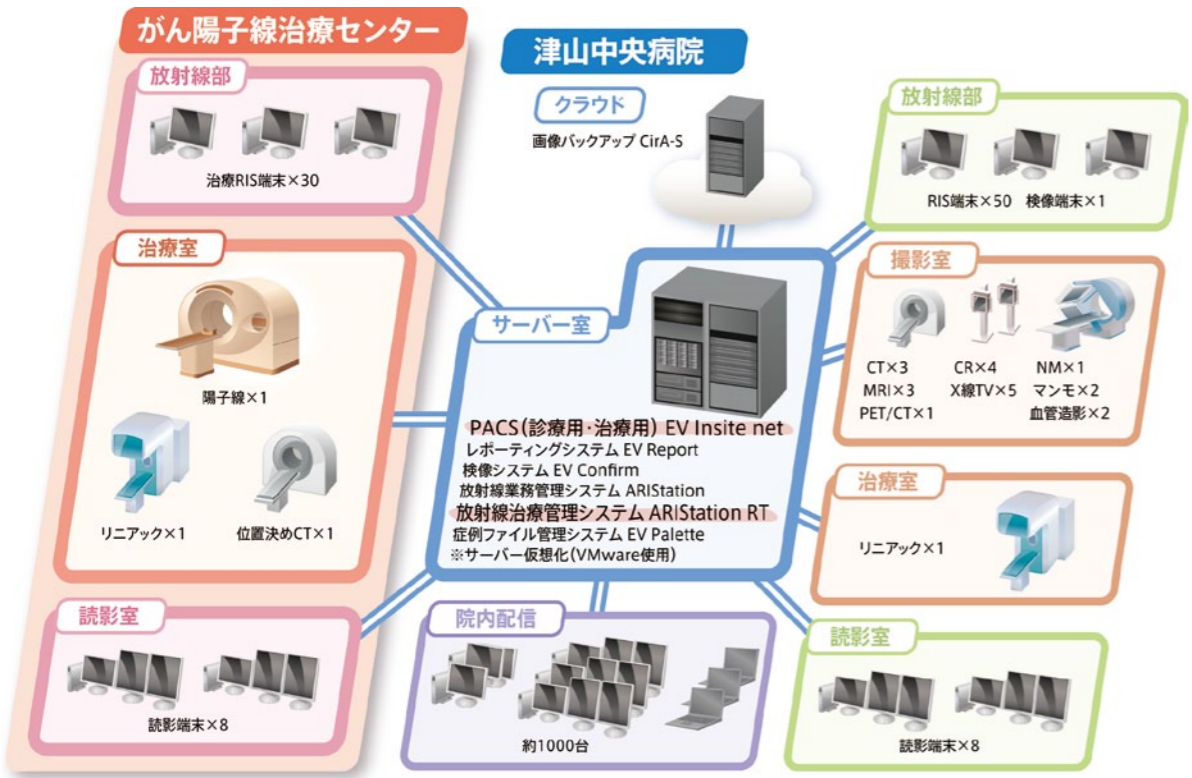 がん陽子線治療センター
放射線部
治療RIS端末×30
治療室
陽子線×1
リニアック×1
位置決めCT×1
読影室
読影端末×8
津山中央病院
クラウド
画像バックアップ CirA-S
サーバー室
PACS(診療用・治療用) EV Insite net
レポーティングシステム EV Report
検像システム EV Confirm
放射線業務管理システム ARIStation
放射線治療管理システム ARIStation RT
症例ファイル管理システム EV Palette
※サーバー仮想化(VMware使用)
院内配信
約1000台
放射線部
RIS端末×50 検像端末×1
撮影室
CT×3
MRI×3
PET/CT×1
CR×4
X線TV×5
NM×1
マンモ×2
血管造影×2
治療室
リニアック×1
読影室
読影端末×8